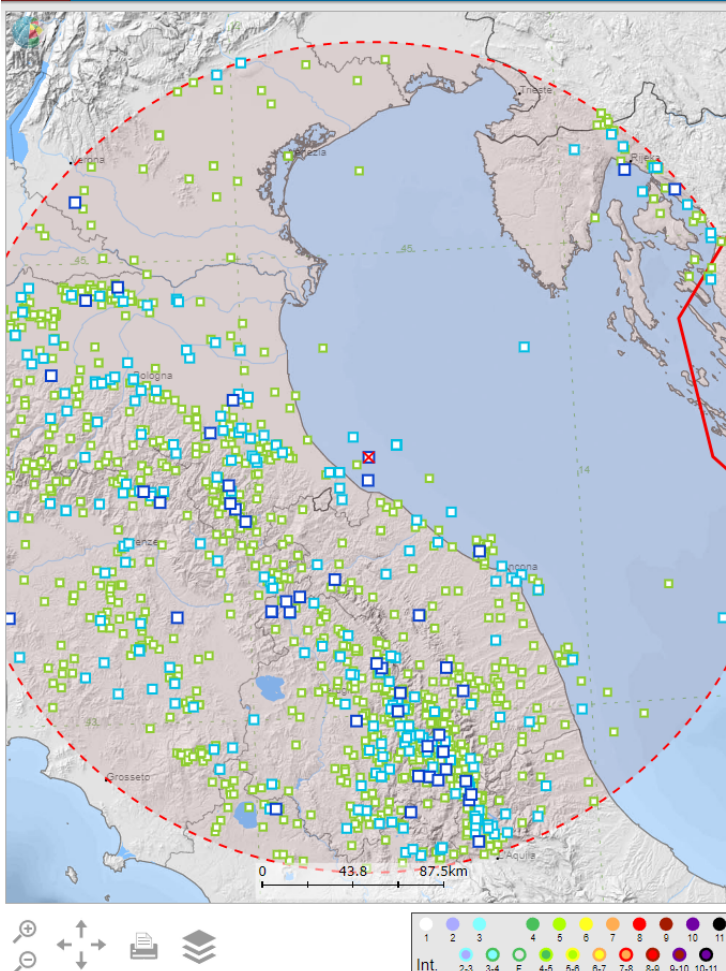 INGV
Trieste
Verona
Venezia
Rijeka
45
45
Bologna
14
Firenze
Ancona
43
Grosseto
L'Aquila
0 43.8 87.5km
1 2 3 4 5 6 7 8 9 10 11
Int. 2-3 3-4 F 4-5 5-6 6-7 7-8 8-9 9-10 10-11